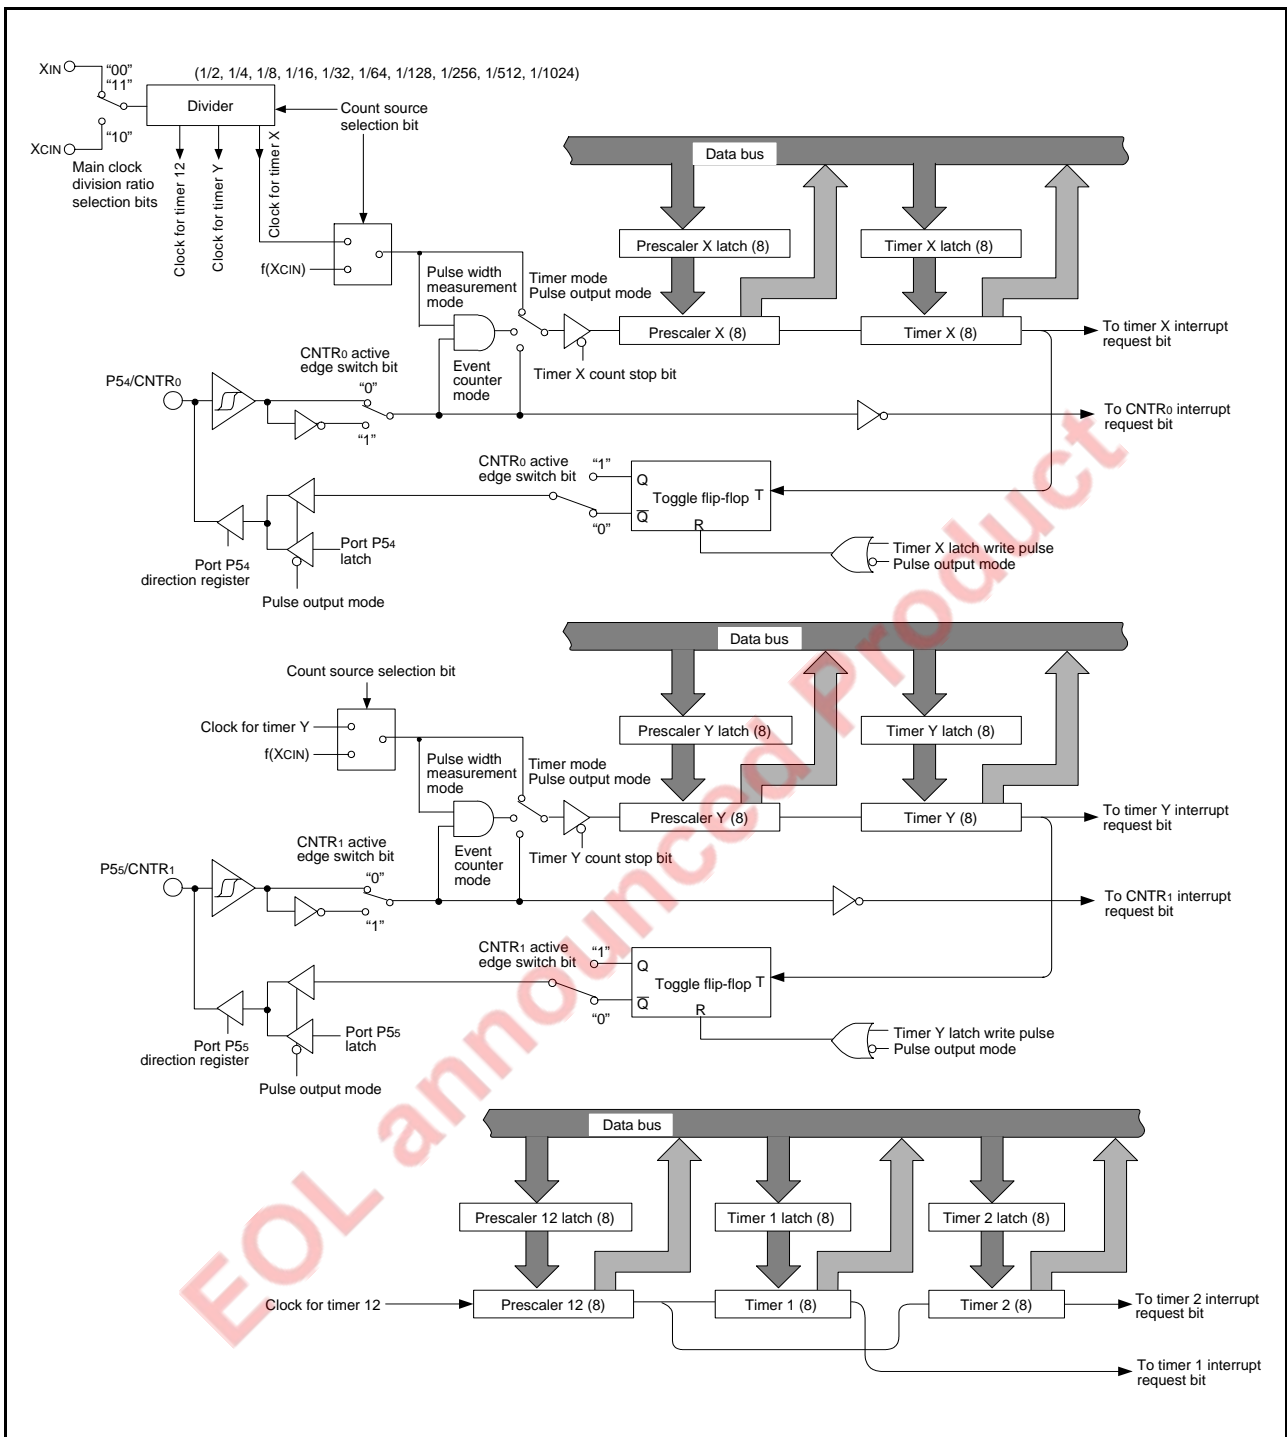 XIN
“00”
“11”
(1/2, 1/4, 1/8, 1/16, 1/32, 1/64, 1/128, 1/256, 1/512, 1/1024)
Divider
Count source
selection bit
XCIN
“10”
Main clock
division ratio
selection bits
Clock for timer 12
Clock for timer Y
Clock for timer X
f(XCIN)
Data bus
Prescaler X latch (8)
Timer X latch (8)
Pulse width
measurement
mode
Timer mode
Pulse output mode
Prescaler X (8)
Timer X (8)
To timer X interrupt
request bit
CNTR0 active
edge switch bit
Event
counter
mode
Timer X count stop bit
P54/CNTR0
“0”
“1”
To CNTR0 interrupt
request bit
CNTR0 active
edge switch bit
“1”
“0”
Q
Toggle flip-flop
T
Q
R
Port P54
latch
Port P54
direction register
Pulse output mode
Timer X latch write pulse
Pulse output mode
Data bus
Count source selection bit
Clock for timer Y
f(XCIN)
Prescaler Y latch (8)
Timer Y latch (8)
Pulse width
measurement
mode
Timer mode
Pulse output mode
Prescaler Y (8)
Timer Y (8)
To timer Y interrupt
request bit
CNTR1 active
edge switch bit
Event
counter
mode
Timer Y count stop bit
P55/CNTR1
“0”
“1”
To CNTR1 interrupt
request bit
CNTR1 active
edge switch bit
“1”
“0”
Q
Toggle flip-flop
T
Q
R
Port P55
latch
Port P55
direction register
Pulse output mode
Timer Y latch write pulse
Pulse output mode
Data bus
Prescaler 12 latch (8)
Timer 1 latch (8)
Timer 2 latch (8)
Clock for timer 12
Prescaler 12 (8)
Timer 1 (8)
Timer 2 (8)
To timer 2 interrupt
request bit
To timer 1 interrupt
request bit
EOL announced Product